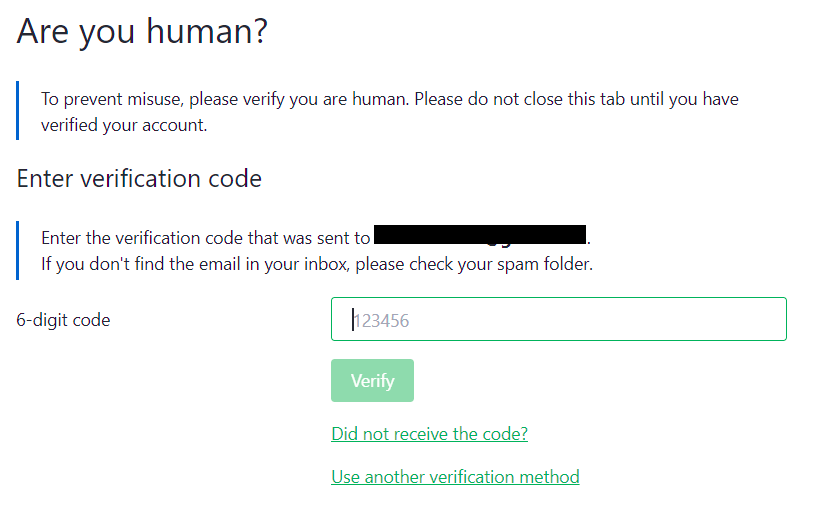 Are you human?
To prevent misuse, please verify you are human. Please do not close this tab until you have
verified your account.
Enter verification code
Enter the verification code that was sent to .
If you don't find the email in your inbox, please check your spam folder.
6-digit code
123456
Verify
Did not receive the code?
Use another verification method